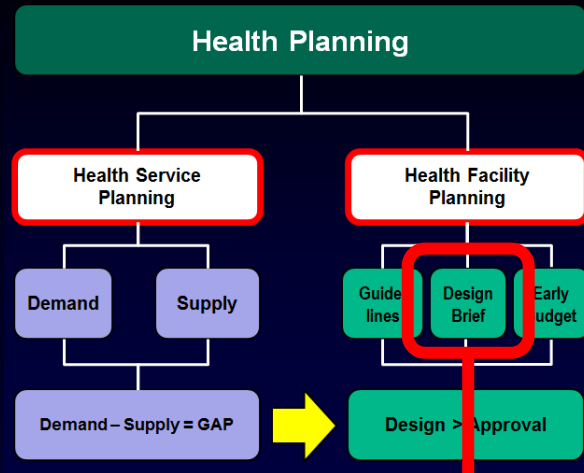 Health Planning
Health Service
Planning
Health Facility
Planning
Demand
Supply
Guide
lines
Design
Brief
Early
udget
Demand – Supply = GAP
Design > Approval